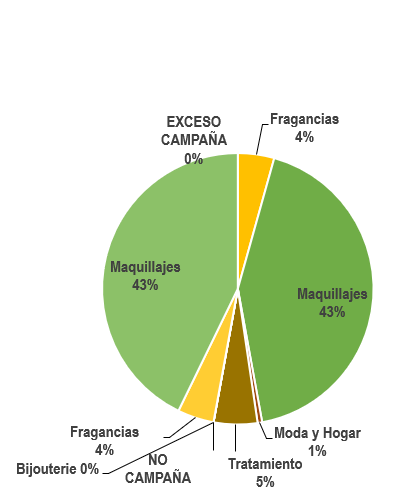 EXCESO
CAMPAÑA
0%
Fragancias
4%
Maquillajes
43%
Maquillajes
43%
Fragancias
4%
Moda y Hogar
1%
Bijouterie 0%
NO
CAMPAÑA
Tratamiento
5%